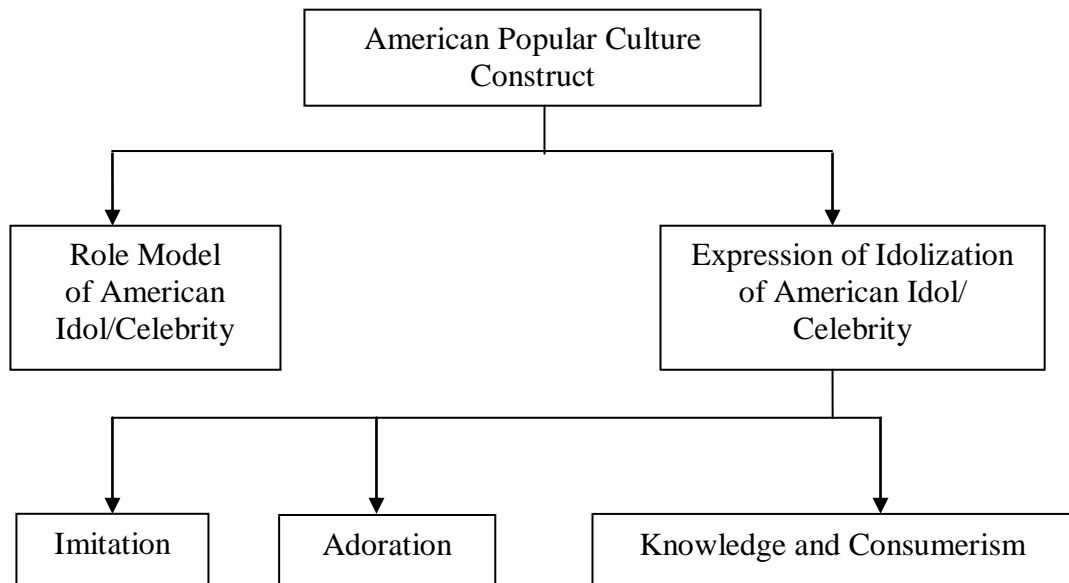 American Popular Culture
Construct
Role Model
of American
Idol/Celebrity
Expression of Idolization
of American Idol/
Celebrity
Imitation
Adoration
Knowledge and Consumerism